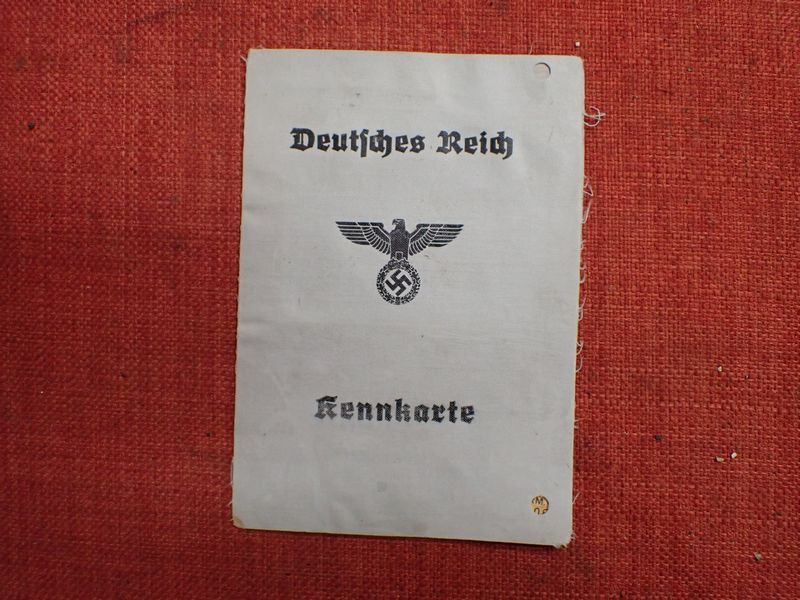 Deutſches Reich
Kennkarte
M